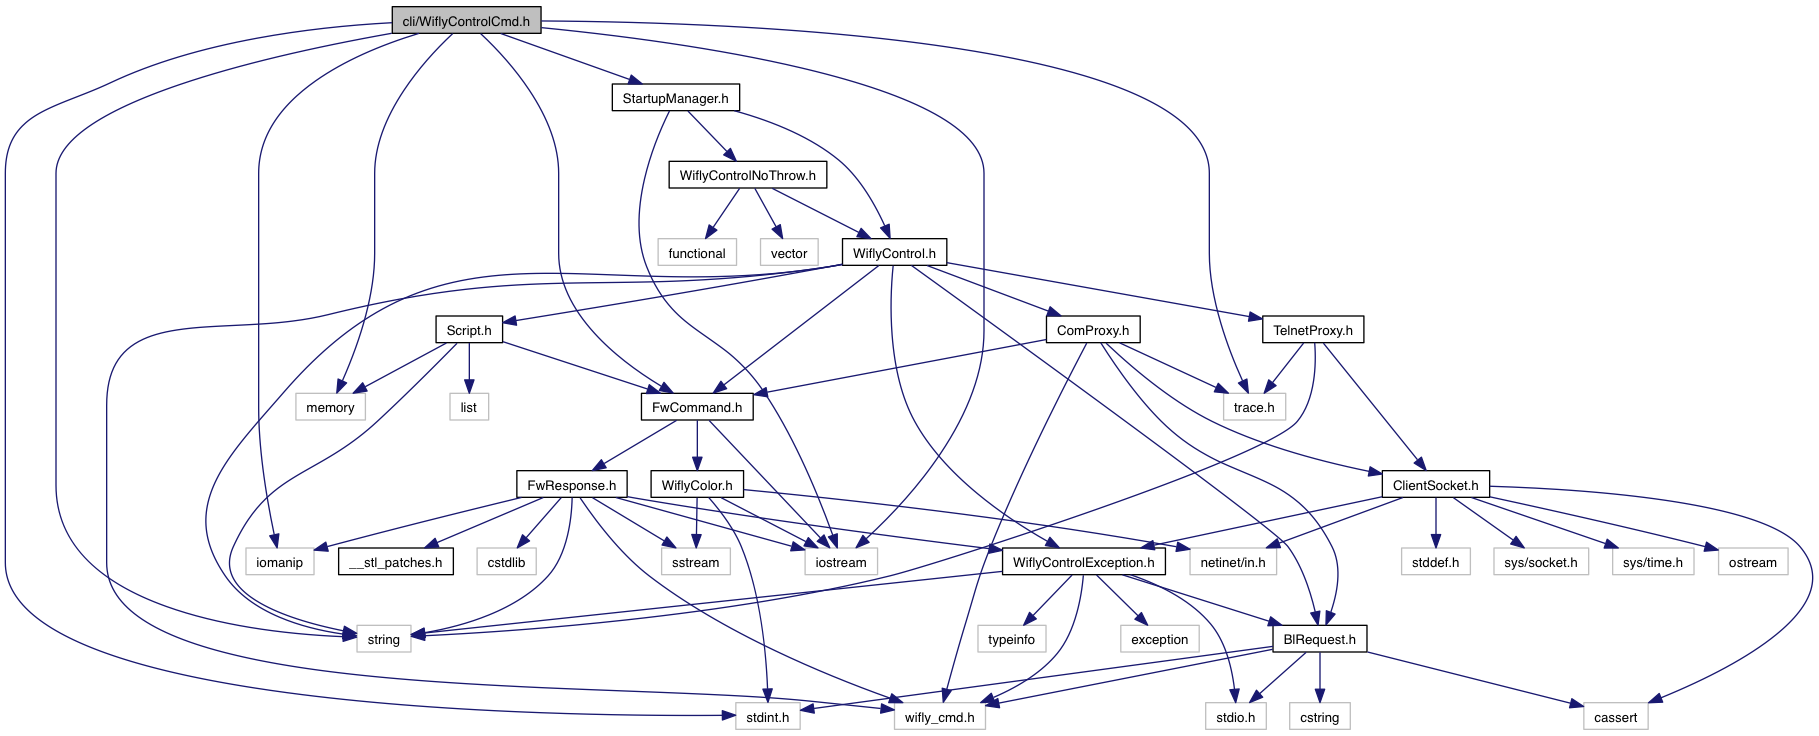 cli/WiflyControlCmd.h
StartupManager.h
WiflyControlNoThrow.h
functional
vector
WiflyControl.h
Script.h
ComProxy.h
TelnetProxy.h
memory
list
FwCommand.h
trace.h
FwResponse.h
WiflyColor.h
ClientSocket.h
iomanip
__stl_patches.h
cstdlib
sstream
iostream
WiflyControlException.h
netinet/in.h
stddef.h
sys/socket.h
sys/time.h
ostream
string
typeinfo
exception
BlRequest.h
stdint.h
wifly_cmd.h
stdio.h
cstring
cassert